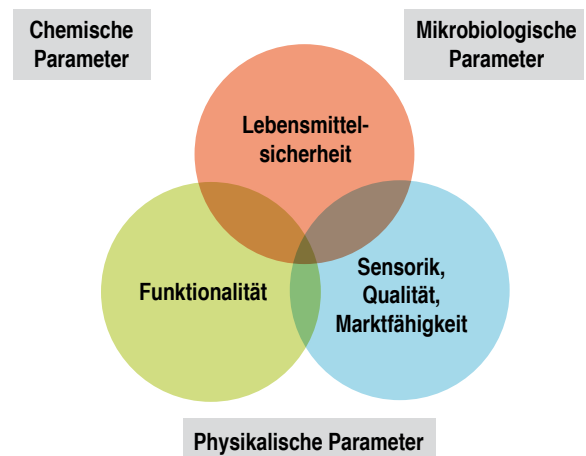 Chemische
Parameter
Mikrobiologische
Parameter
Lebensmittel-
sicherheit
Funktionalität
Sensorik,
Qualität,
Marktfähigkeit
Physikalische Parameter